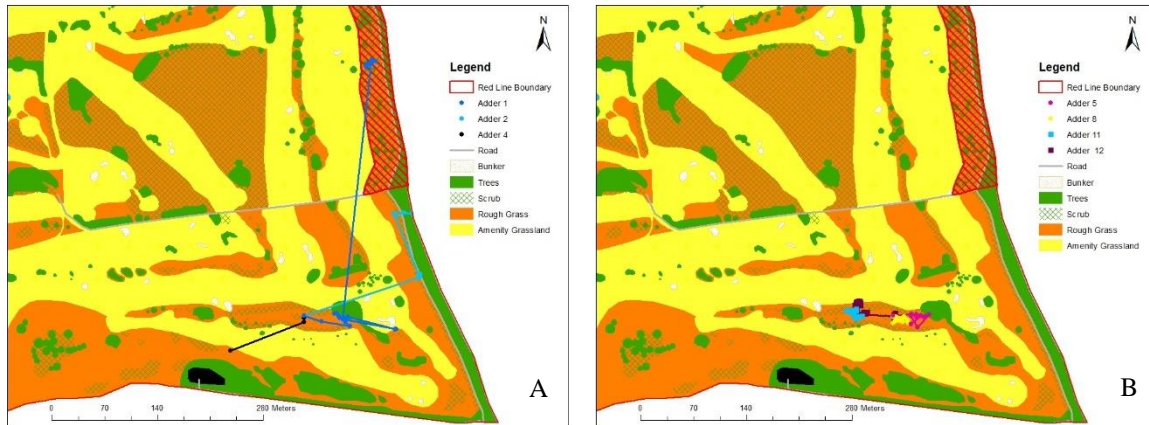 N
Legend
Red Line Boundary
Adder 1
Adder 2
Adder 4
Road
Bunker
Trees
Scrub
Rough Grass
Amenity Grassland
0 70 140 280 Meters
A
N
Legend
Red Line Boundary
Adder 5
Adder 8
Adder 11
Adder 12
Road
Bunker
Trees
Scrub
Rough Grass
Amenity Grassland
0 70 140 280 Meters
B